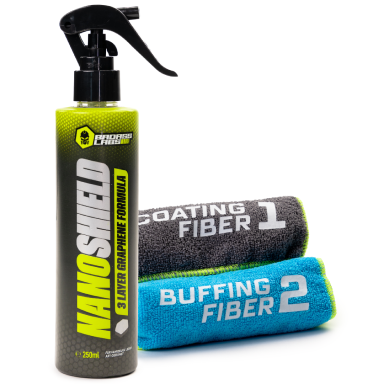 BADASS
LABS
NANOSHIELD
3 LAYER GRAPHENE FORMULA
250ml
COATING
FIBER 1
BUFFING
FIBER 2